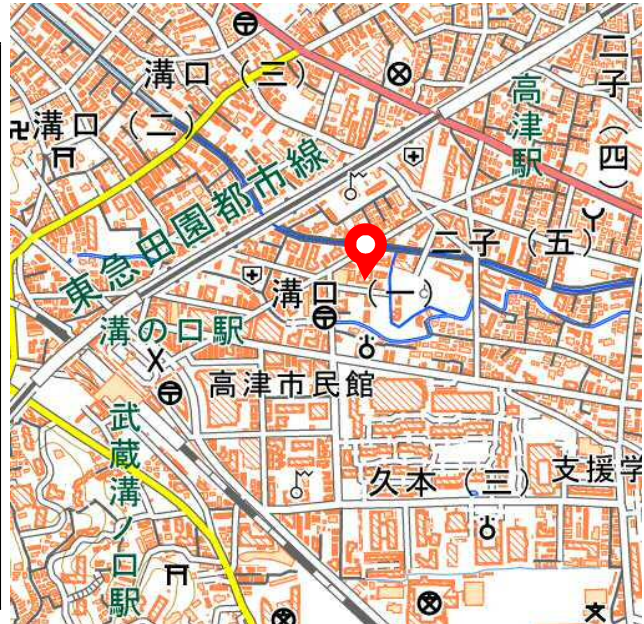 溝口（三）
溝口（二）
高津駅
二子（四）
東急田園都市線
二子（五）
溝口（一）
溝の口駅
高津市民館
武蔵溝ノ口駅
久本（三）
支援学